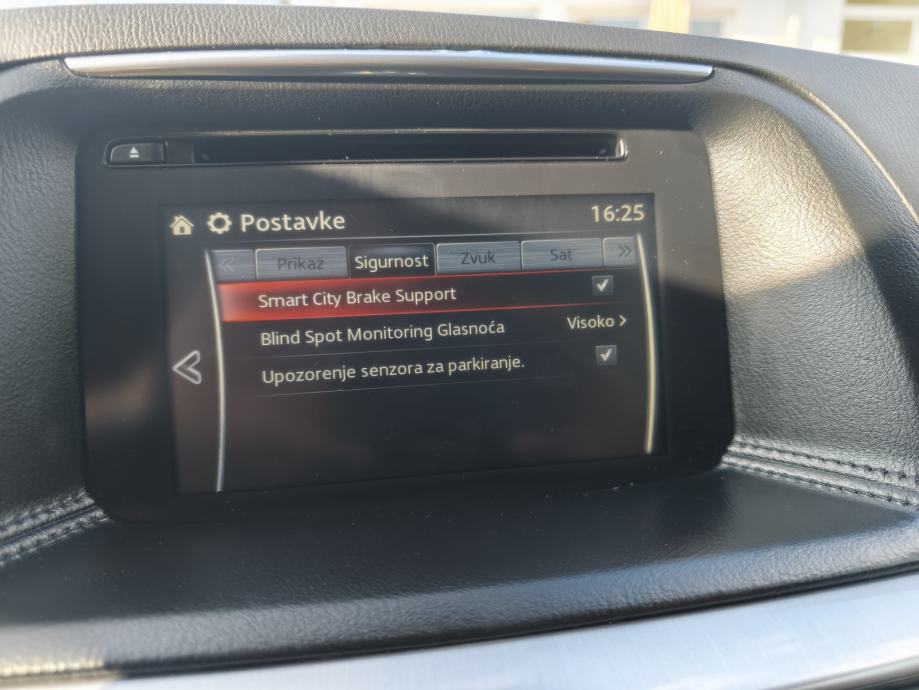 Postavke 16:25
Prikaz Sigurnost Zvuk Sat
Smart City Brake Support
Blind Spot Monitoring Glasnoća Visoko
Upozorenje senzora za parkiranje.